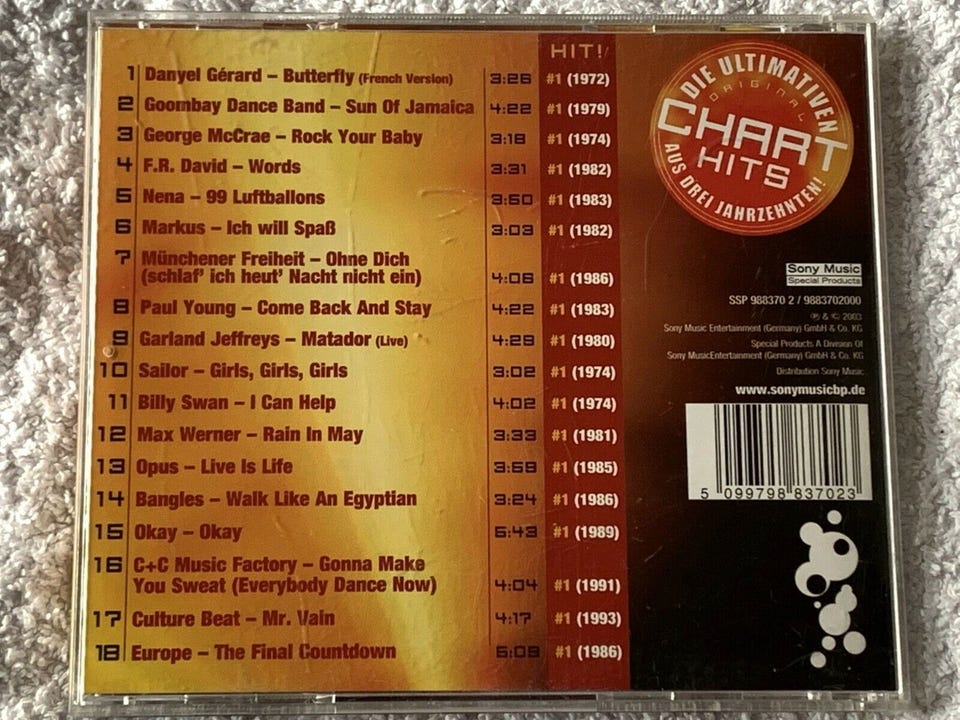 HIT!
1 Danyel Gérard – Butterfly (French Version) 3:26 #1 (1972)
2 Goombay Dance Band – Sun Of Jamaica 4:22 #1 (1979)
3 George McCrae – Rock Your Baby 3:18 #1 (1974)
4 F.R. David – Words 3:31 #1 (1982)
5 Nena – 99 Luftballons 3:50 #1 (1983)
6 Markus – Ich will Spaß 3:03 #1 (1982)
7 Münchener Freiheit – Ohne Dich
(schlaf’ ich heut’ Nacht nicht ein) 4:06 #1 (1986)
8 Paul Young – Come Back And Stay 4:22 #1 (1983)
9 Garland Jeffreys – Matador (Live) 4:29 #1 (1980)
10 Sailor – Girls, Girls, Girls 3:02 #1 (1974)
11 Billy Swan – I Can Help 4:02 #1 (1974)
12 Max Werner – Rain In May 3:33 #1 (1981)
13 Opus – Live Is Life 3:59 #1 (1985)
14 Bangles – Walk Like An Egyptian 3:24 #1 (1986)
15 Okay – Okay 5:43 #1 (1989)
16 C+C Music Factory – Gonna Make
You Sweat (Everybody Dance Now) 4:04 #1 (1991)
17 Culture Beat – Mr. Vain 4:17 #1 (1993)
18 Europe – The Final Countdown 5:09 #1 (1986)
DIE ULTIMATIVEN
ORIGINAL
CHART
HITS
AUS DREI JAHRZEHNTEN!
Sony Music
Special Products
SSP 988370 2 / 9883702000
℗ & © 2003
Sony Music Entertainment (Germany) GmbH & Co. KG
Special Products A Division Of
Sony MusicEntertainment (Germany) GmbH & Co. KG
Distribution Sony Music
www.sonymusicbp.de
5 099798 837023